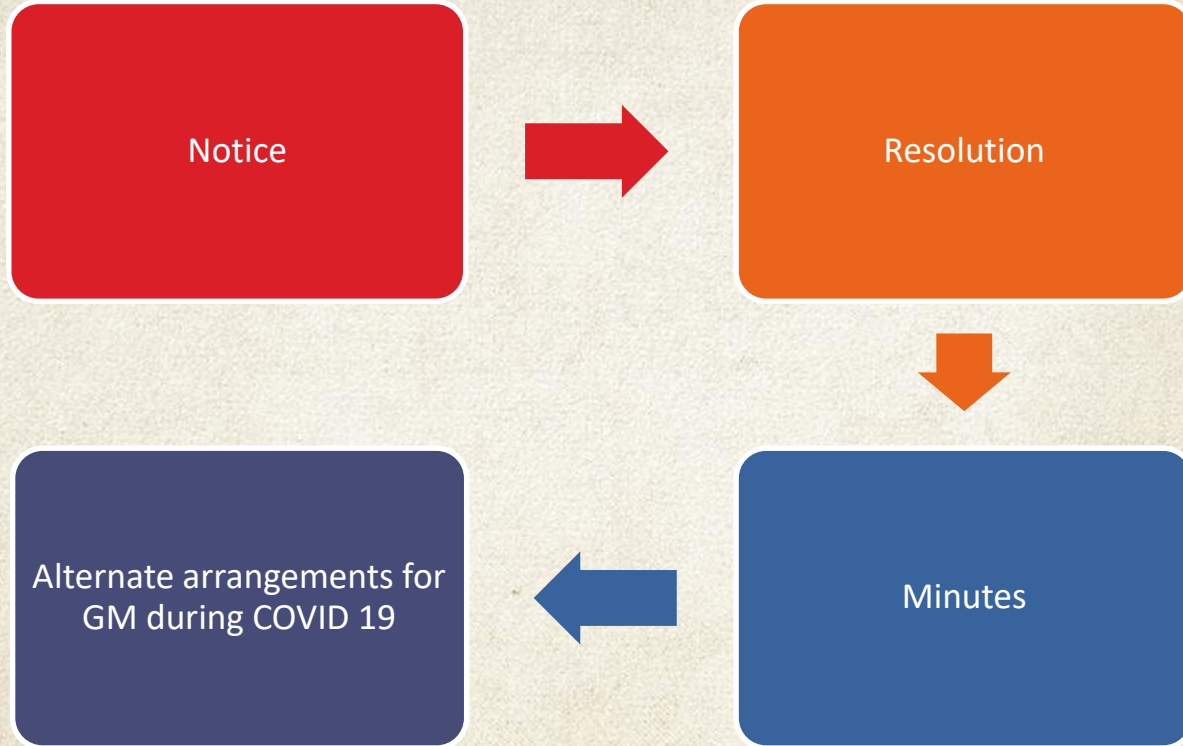 Notice
Resolution
Minutes
Alternate arrangements for
GM during COVID 19